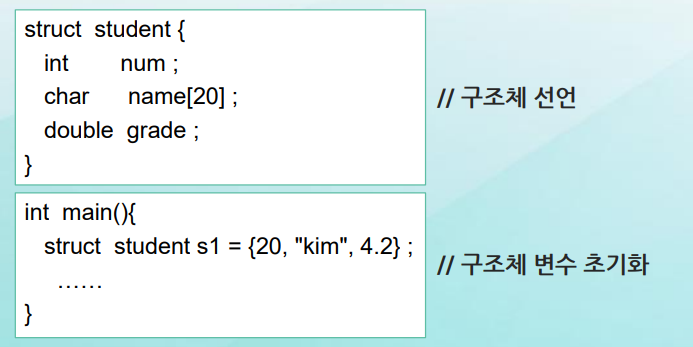 struct student {
int num ;
char name[20] ;
double grade ;
}
// 구조체 선언
int main(){
struct student s1 = {20, "kim", 4.2} ;
......
}
// 구조체 변수 초기화